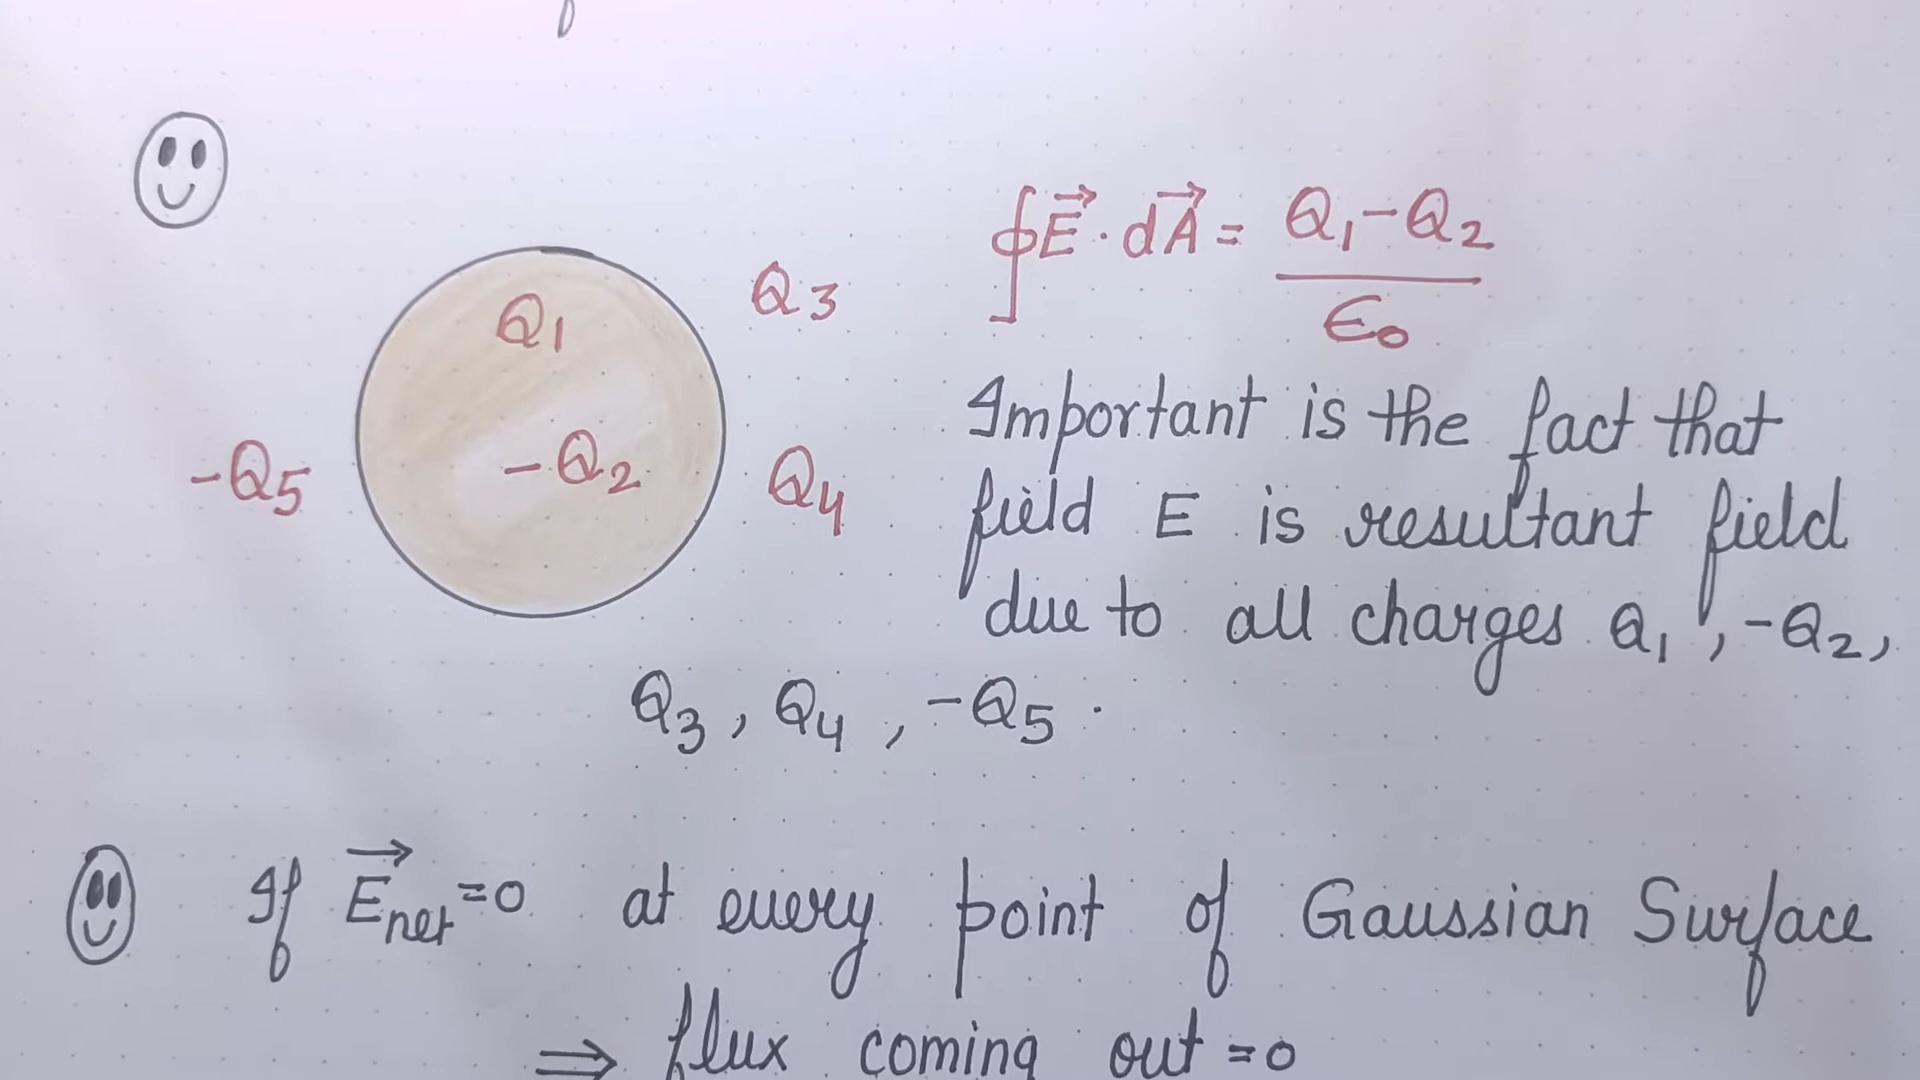 Q₁
-Q₂
Q₃
Q₄
-Q₅
∮E⃗·dA⃗ = Q₁-Q₂ / ϵ₀
Important is the fact that
field E is resultant field
due to all charges Q₁, -Q₂,
Q₃, Q₄, -Q₅.
If E⃗net=0 at every point of Gaussian Surface
⇒ flux coming out=0